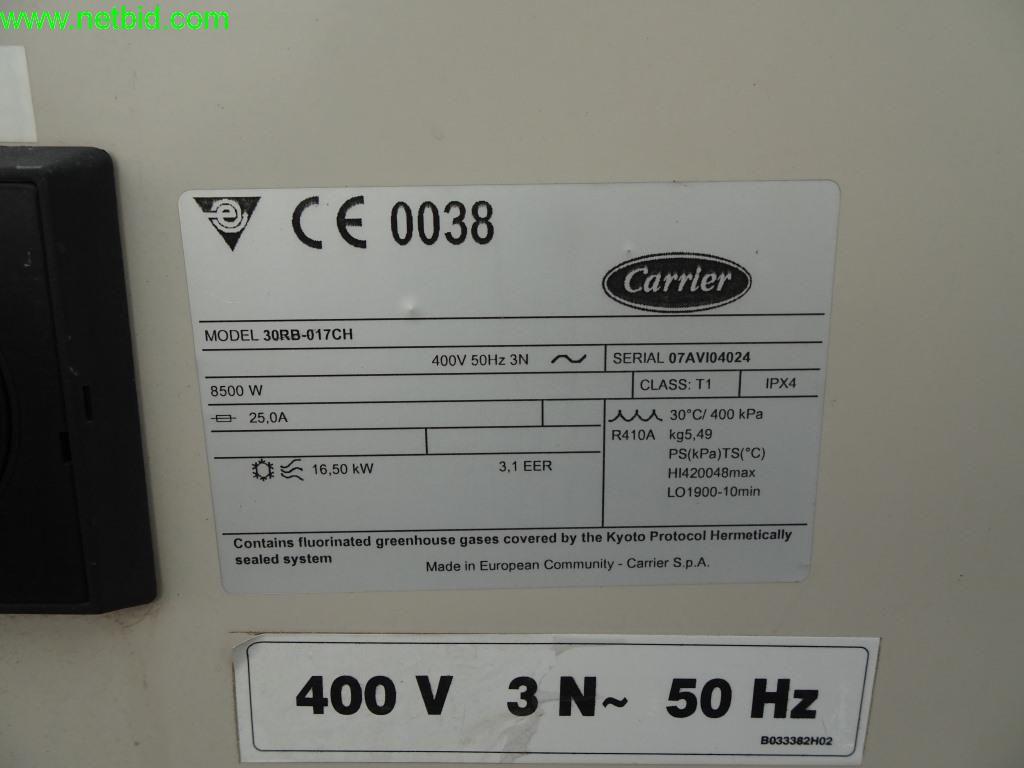 www.netbid.com
e CE 0038
Carrier
MODEL 30RB-017CH
400V 50Hz 3N SERIAL 07AVI04024
8500 W CLASS: T1 IPX4
25,0A 30°C/ 400 kPa
R410A kg5,49
PS(kPa)TS(°C)
16,50 kW 3,1 EER HI420048max
LO1900-10min
Contains fluorinated greenhouse gases covered by the Kyoto Protocol Hermetically
sealed system
Made in European Community - Carrier S.p.A.
400 V 3 N~ 50 Hz
B033382H02